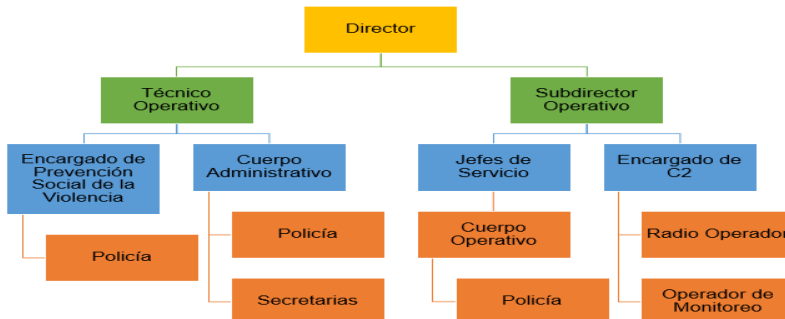 Director
Técnico
Operativo
Subdirector
Operativo
Encargado de
Prevención
Social de la
Violencia
Cuerpo
Administrativo
Jefes de
Servicio
Encargado de
C2
Policía
Cuerpo
Operativo
Radio Operador
Policía
Secretarias
Policía
Operador de
Monitoreo